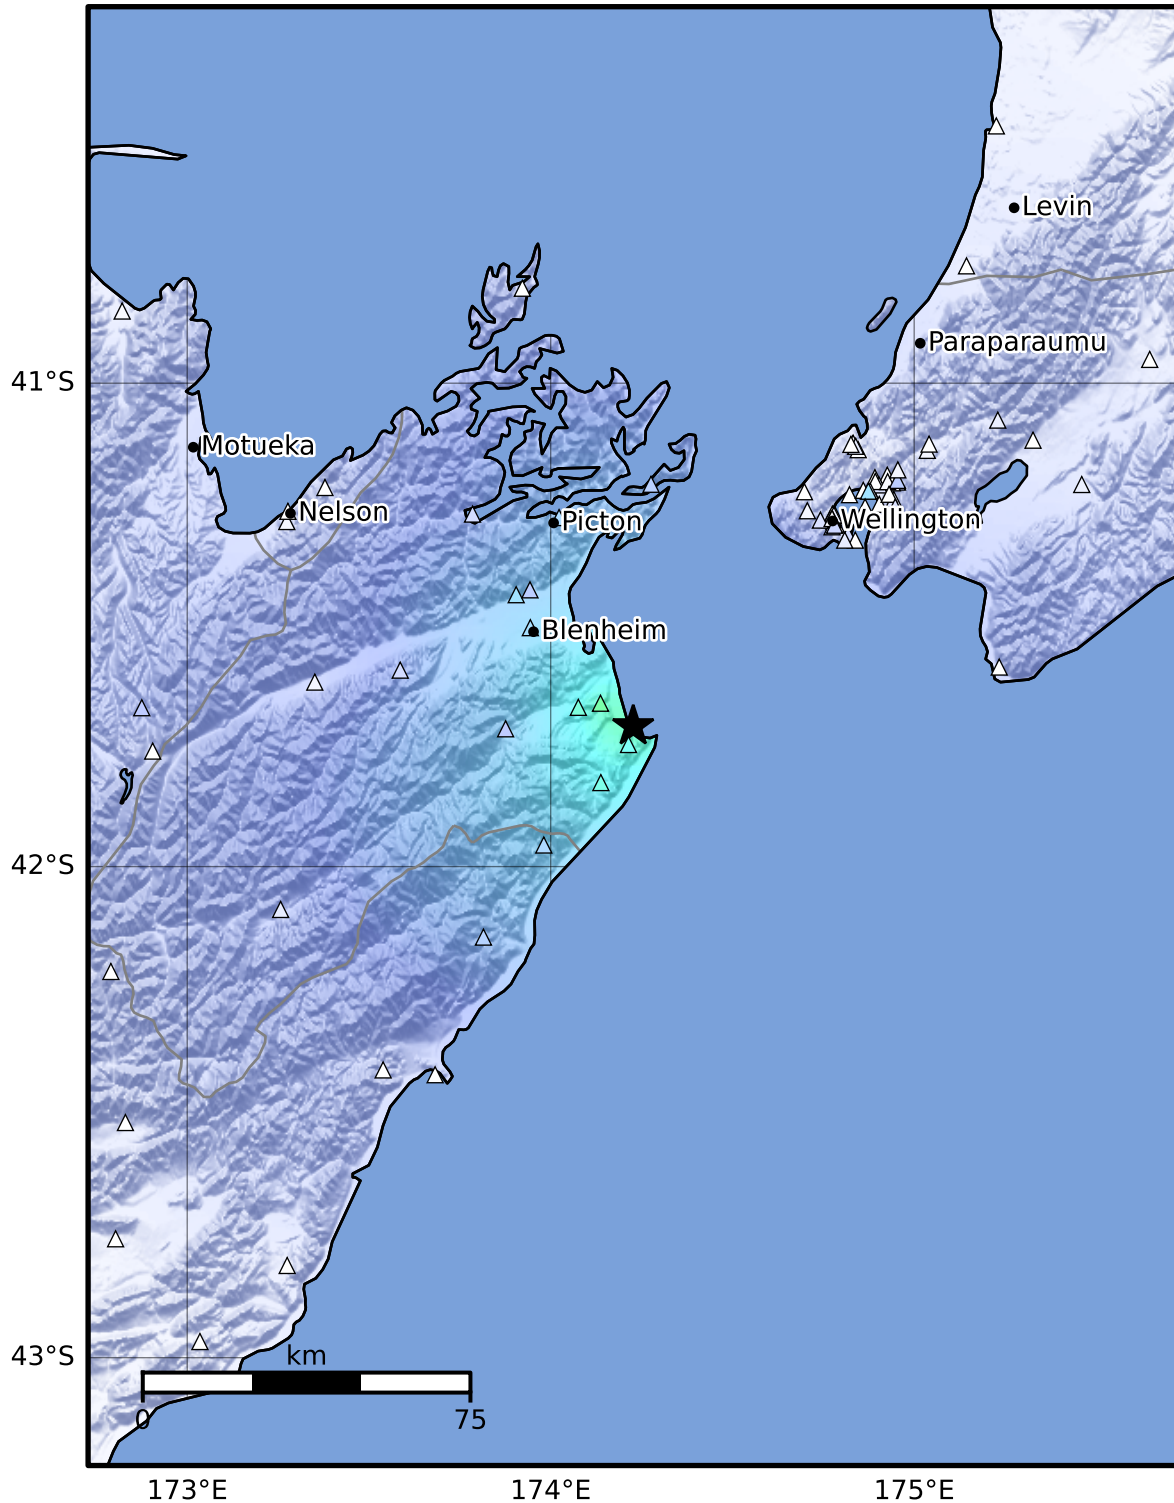 Levin
Paraparaumu
41°S
Motueka
Nelson
Picton
Wellington
Blenheim
42°S
43°S
km
0
75
173°E
174°E
175°E